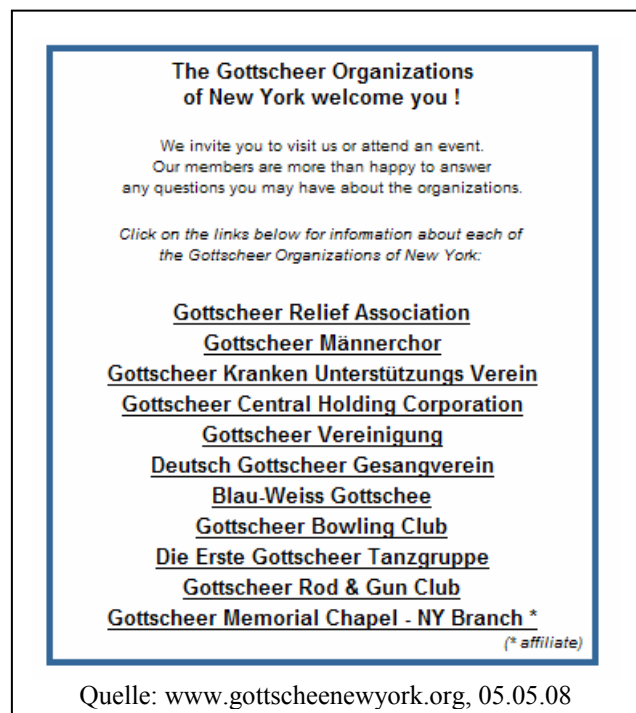 The Gottscheer Organizations
of New York welcome you !
We invite you to visit us or attend an event.
Our members are more than happy to answer
any questions you may have about the organizations.
Click on the links below for information about each of
the Gottscheer Organizations of New York:
Gottscheer Relief Association
Gottscheer Männerchor
Gottscheer Kranken Unterstützungs Verein
Gottscheer Central Holding Corporation
Gottscheer Vereinigung
Deutsch Gottscheer Gesangverein
Blau-Weiss Gottschee
Gottscheer Bowling Club
Die Erste Gottscheer Tanzgruppe
Gottscheer Rod & Gun Club
Gottscheer Memorial Chapel - NY Branch *
(* affiliate)
Quelle: www.gottscheenewyork.org, 05.05.08